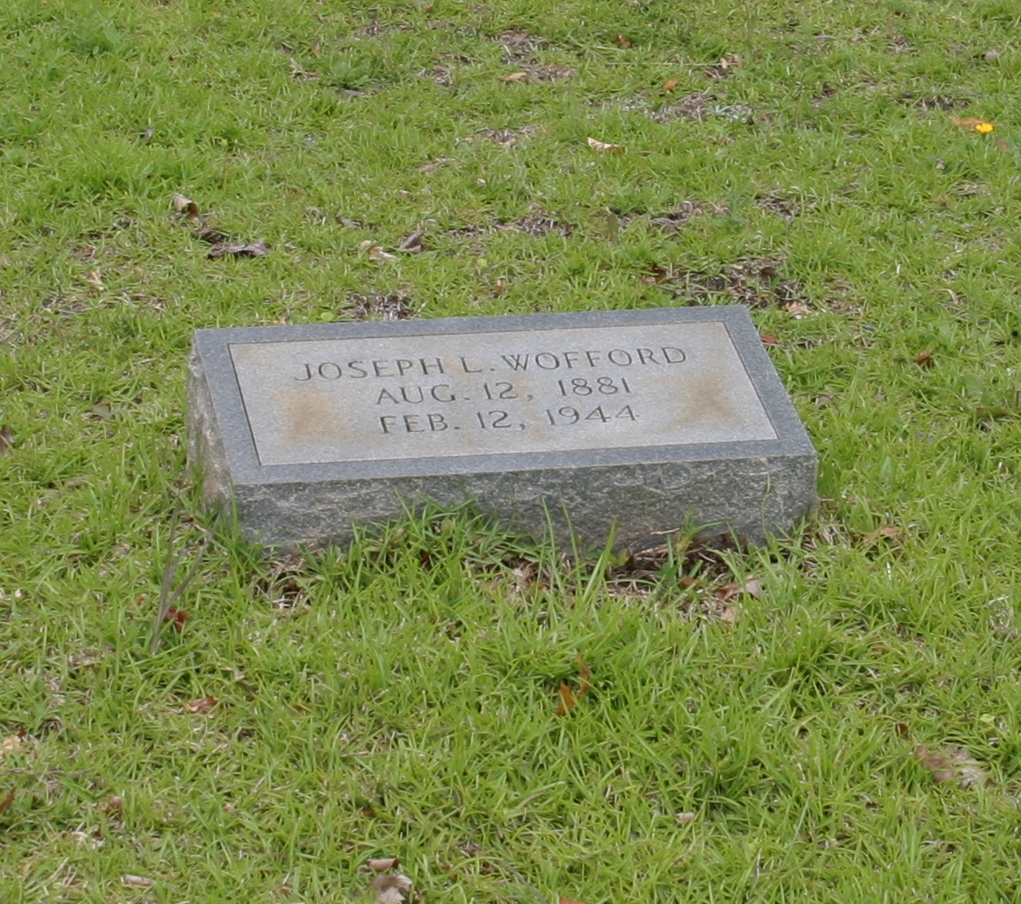 JOSEPH L. WOFFORD
AUG. 12, 1881
FEB. 12, 1944